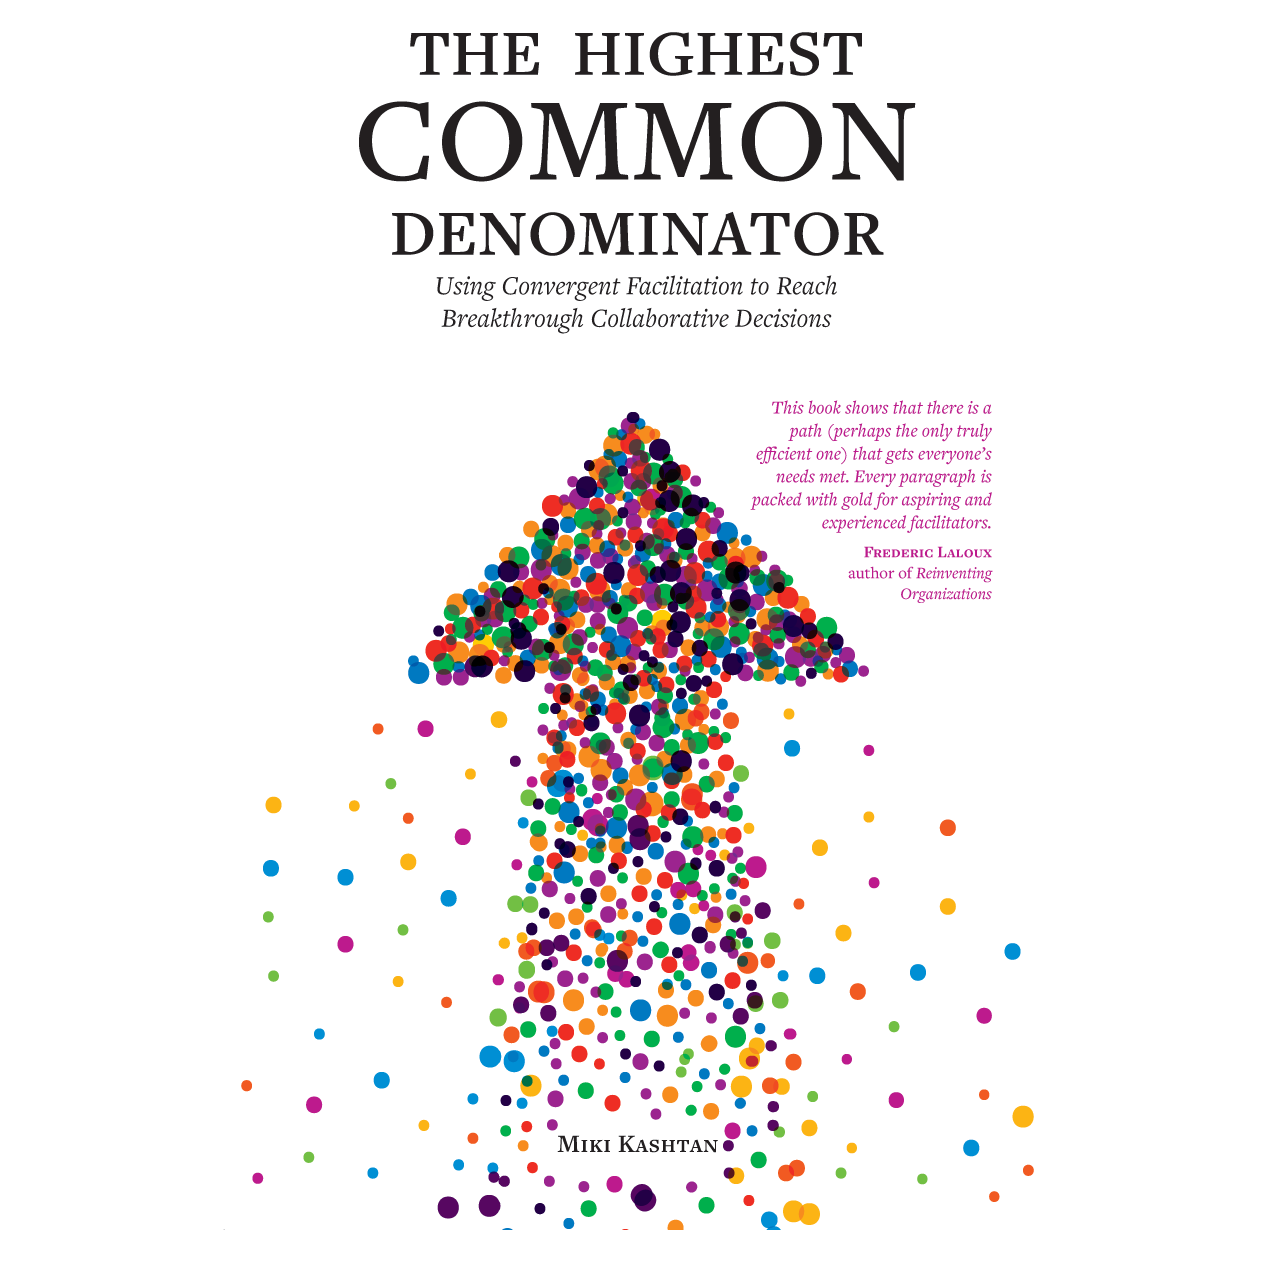 THE HIGHEST
COMMON
DENOMINATOR
Using Convergent Facilitation to Reach
Breakthrough Collaborative Decisions
This book shows that there is a
path (perhaps the only truly
efficient one) that gets everyone's
needs met. Every paragraph is
packed with gold for aspiring and
experienced facilitators.
FREDERIC LALOUX
author of Reinventing
Organizations
MIKI KASHTAN